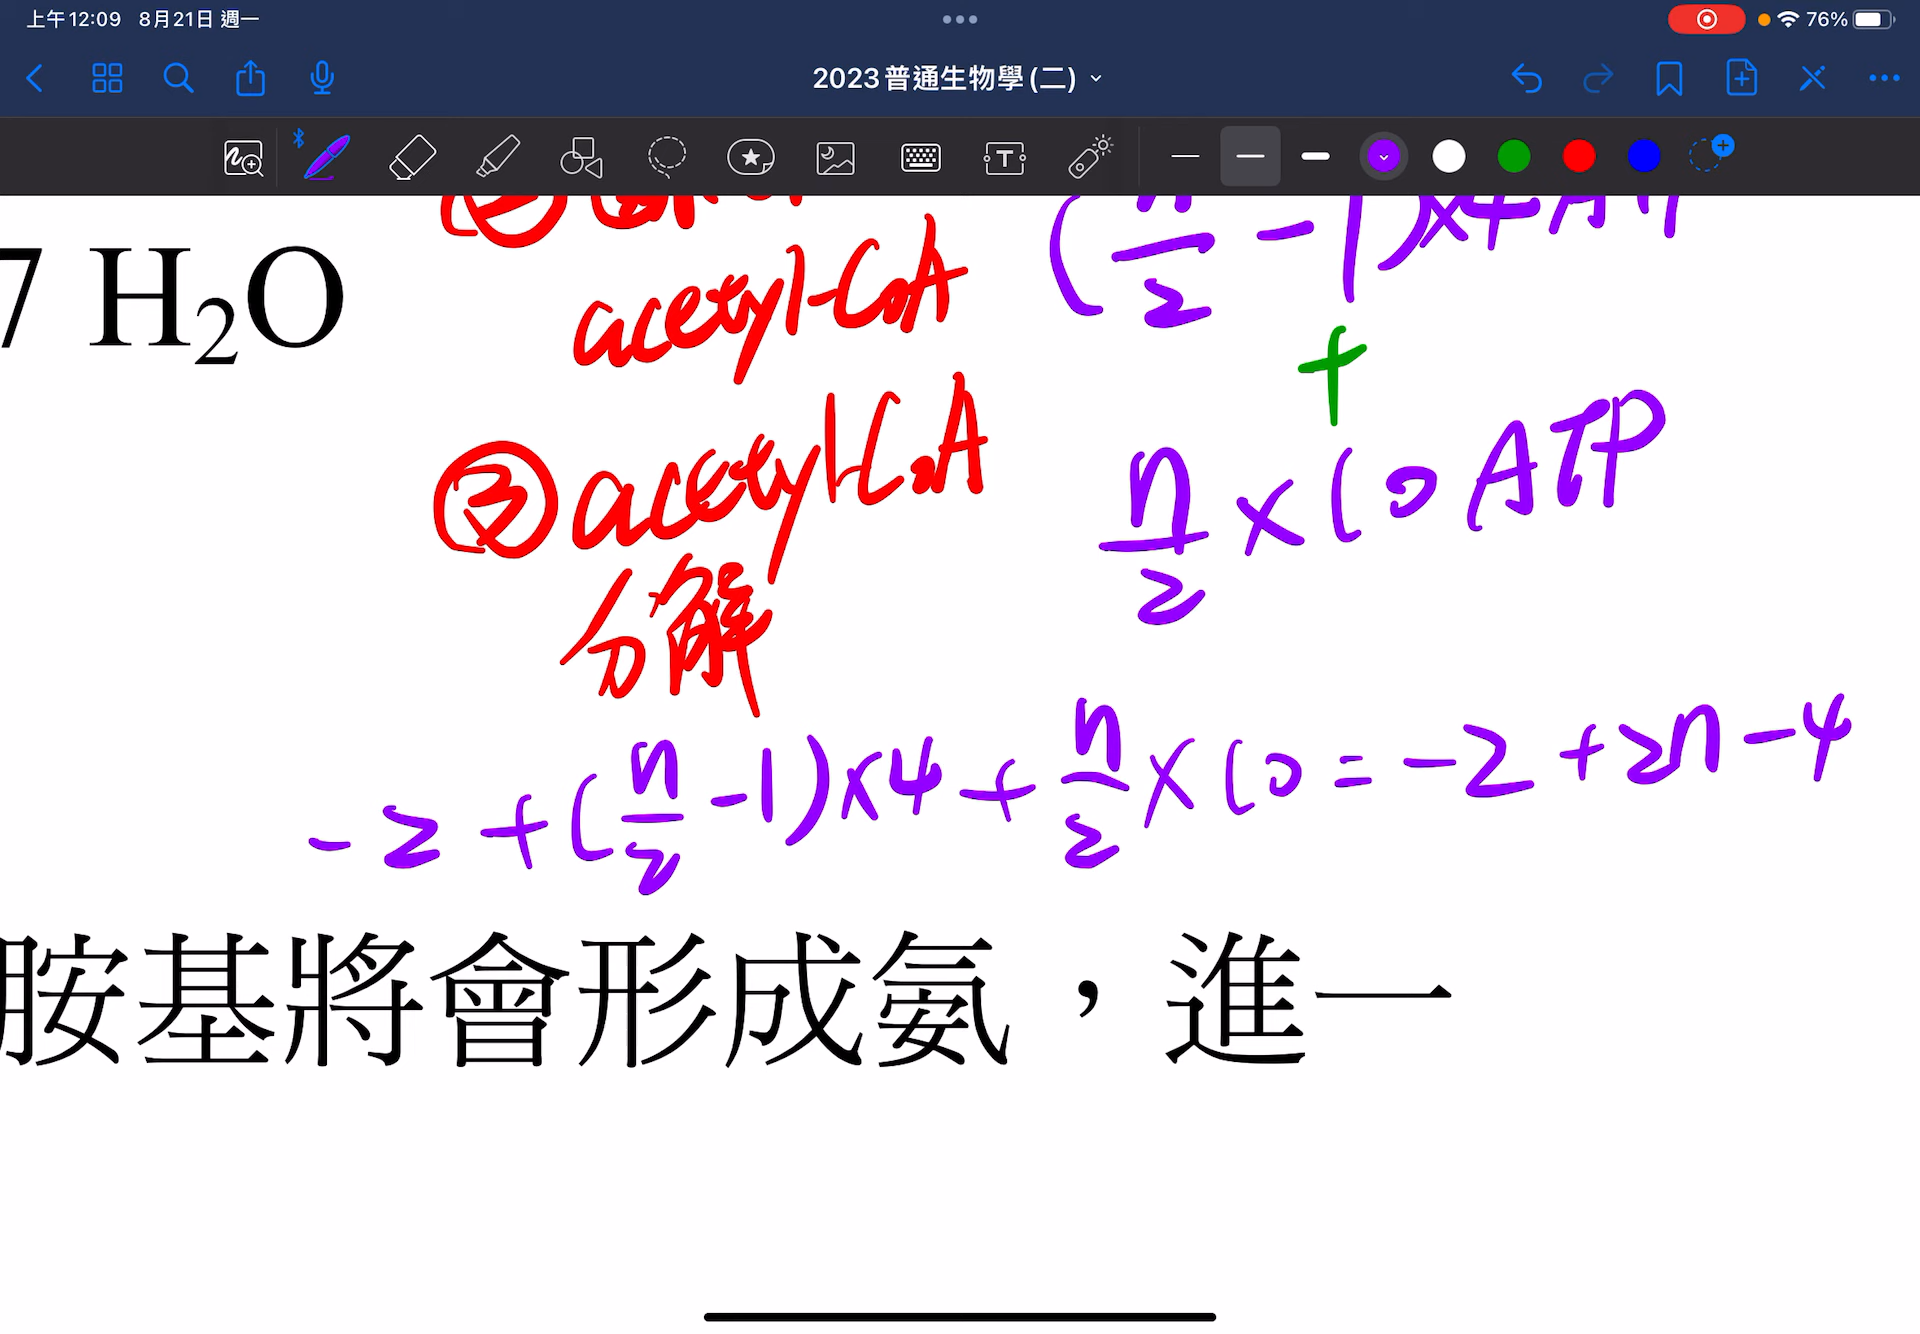 上午12:09 8月21日 週一
76%
2023普通生物學(二)
T
(n/2 -1)x4 ATP
7 H₂O
acetyl-CoA
+
③ acetyl-CoA
n/2 x10 ATP
分解
-2 +(n/2 -1)x4 + n/2 x10 = -2 +2n -4
胺基將會形成氨，進一